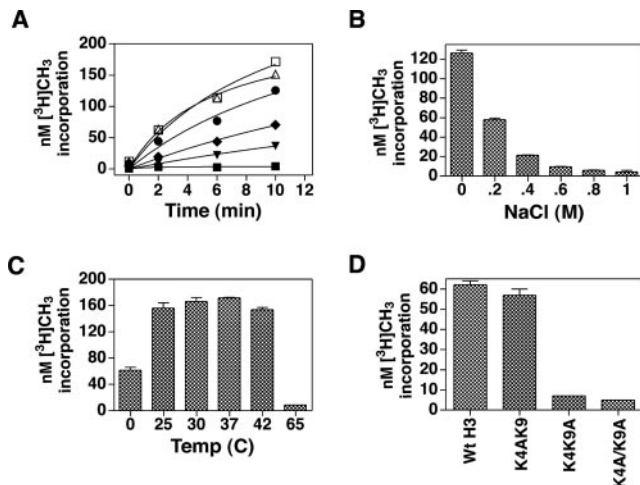 A
nM [³H]CH₃
incorporation
200
150
100
50
0
0 2 4 6 8 10 12
Time (min)
B
nM [³H]CH₃
incorporation
120
100
80
60
40
20
0
0 .2 .4 .6 .8 1
NaCl (M)
C
nM [³H]CH₃
incorporation
200
160
120
80
40
0
0 25 30 37 42 65
Temp (C)
D
nM [³H]CH₃
incorporation
60
50
40
30
20
10
0
Wt H3
K4AK9
K4K9A
K4A/K9A